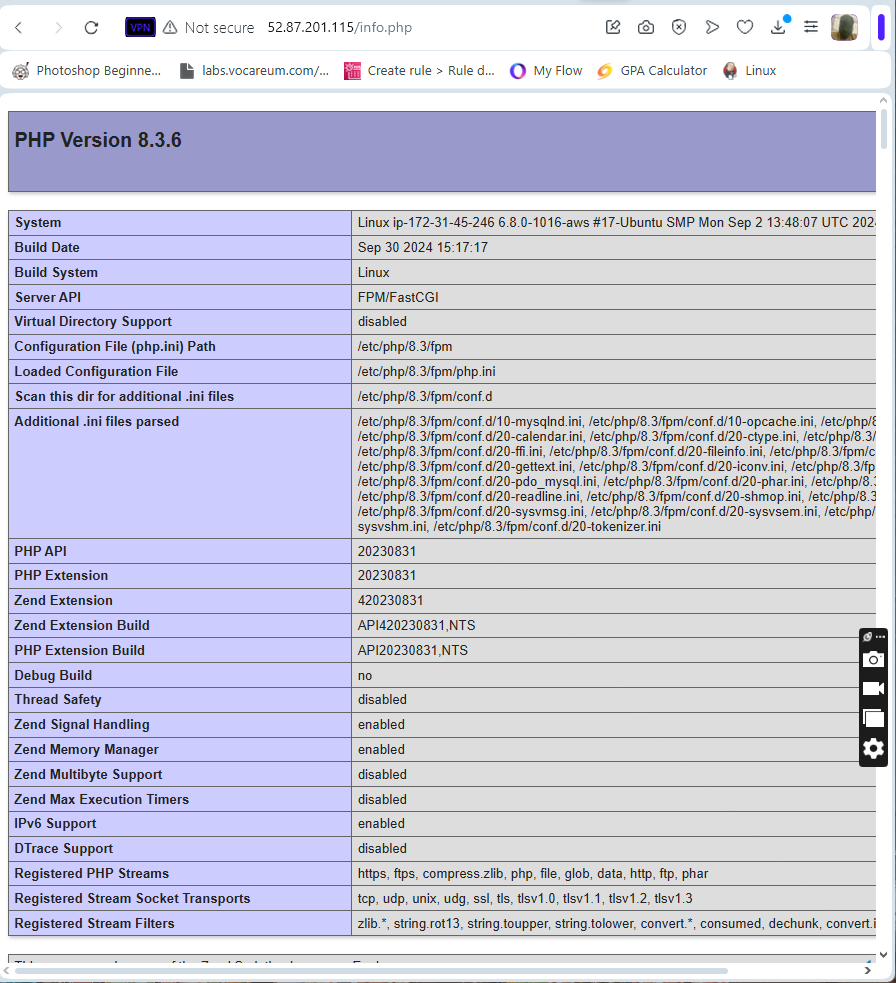 VPN Not secure 52.87.201.115/info.php
Photoshop Beginne... labs.vocareum.com/... Create rule > Rule d... My Flow GPA Calculator Linux
PHP Version 8.3.6
System Linux ip-172-31-45-246 6.8.0-1016-aws #17-Ubuntu SMP Mon Sep 2 13:48:07 UTC 202
Build Date Sep 30 2024 15:17:17
Build System Linux
Server API FPM/FastCGI
Virtual Directory Support disabled
Configuration File (php.ini) Path /etc/php/8.3/fpm
Loaded Configuration File /etc/php/8.3/fpm/php.ini
Scan this dir for additional .ini files /etc/php/8.3/fpm/conf.d
Additional .ini files parsed /etc/php/8.3/fpm/conf.d/10-mysqlnd.ini, /etc/php/8.3/fpm/conf.d/10-opcache.ini, /etc/php/8
/etc/php/8.3/fpm/conf.d/20-calendar.ini, /etc/php/8.3/fpm/conf.d/20-ctype.ini, /etc/php/8.3/
/etc/php/8.3/fpm/conf.d/20-ffi.ini, /etc/php/8.3/fpm/conf.d/20-fileinfo.ini, /etc/php/8.3/fpm/c
/etc/php/8.3/fpm/conf.d/20-gettext.ini, /etc/php/8.3/fpm/conf.d/20-iconv.ini, /etc/php/8.3/fp
/etc/php/8.3/fpm/conf.d/20-pdo_mysql.ini, /etc/php/8.3/fpm/conf.d/20-phar.ini, /etc/php/8.3
/etc/php/8.3/fpm/conf.d/20-readline.ini, /etc/php/8.3/fpm/conf.d/20-shmop.ini, /etc/php/8.3
/etc/php/8.3/fpm/conf.d/20-sysvmsg.ini, /etc/php/8.3/fpm/conf.d/20-sysvsem.ini, /etc/php/
sysvshm.ini, /etc/php/8.3/fpm/conf.d/20-tokenizer.ini
PHP API 20230831
PHP Extension 20230831
Zend Extension 420230831
Zend Extension Build API420230831,NTS
PHP Extension Build API20230831,NTS
Debug Build no
Thread Safety disabled
Zend Signal Handling enabled
Zend Memory Manager enabled
Zend Multibyte Support disabled
Zend Max Execution Timers disabled
IPv6 Support enabled
DTrace Support disabled
Registered PHP Streams https, ftps, compress.zlib, php, file, glob, data, http, ftp, phar
Registered Stream Socket Transports tcp, udp, unix, udg, ssl, tls, tlsv1.0, tlsv1.1, tlsv1.2, tlsv1.3
Registered Stream Filters zlib.*, string.rot13, string.toupper, string.tolower, convert.*, consumed, dechunk, convert.i